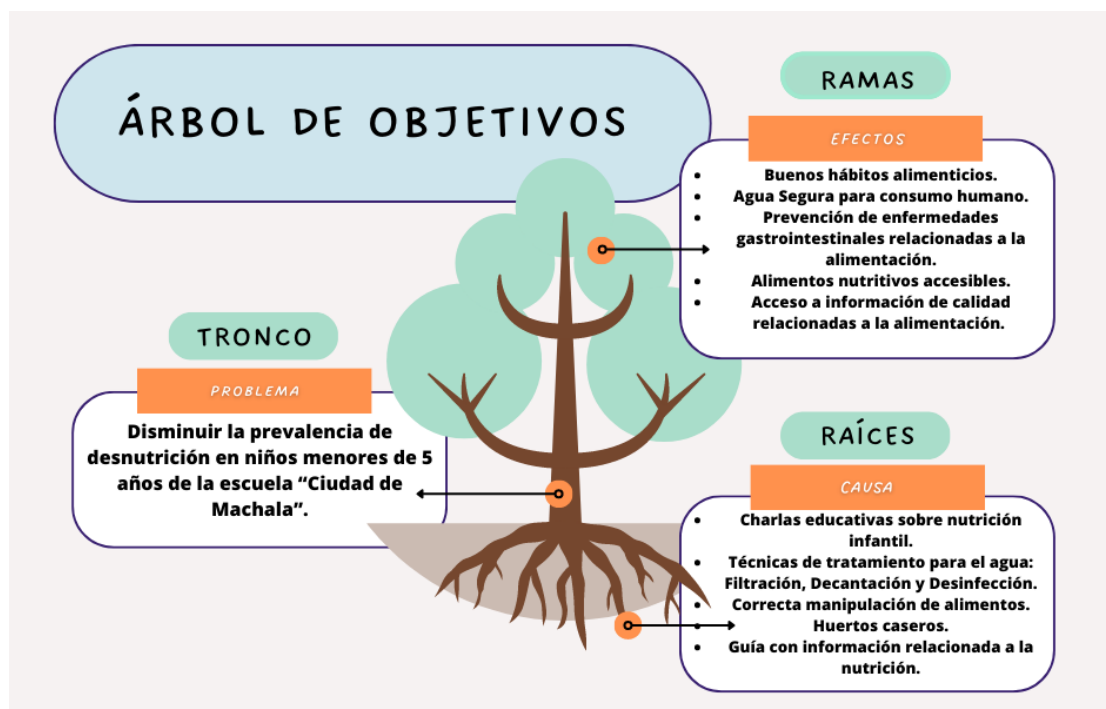 ÁRBOL DE OBJETIVOS
RAMAS
EFECTOS
• Buenos hábitos alimenticios.
• Agua Segura para consumo humano.
• Prevención de enfermedades
gastrointestinales relacionadas a la
alimentación.
• Alimentos nutritivos accesibles.
• Acceso a información de calidad
relacionadas a la alimentación.
TRONCO
PROBLEMA
Disminuir la prevalencia de
desnutrición en niños menores de 5
años de la escuela “Ciudad de
Machala”.
RAÍCES
CAUSA
• Charlas educativas sobre nutrición
infantil.
• Técnicas de tratamiento para el agua:
Filtración, Decantación y Desinfección.
• Correcta manipulación de alimentos.
• Huertos caseros.
• Guía con información relacionada a la
nutrición.